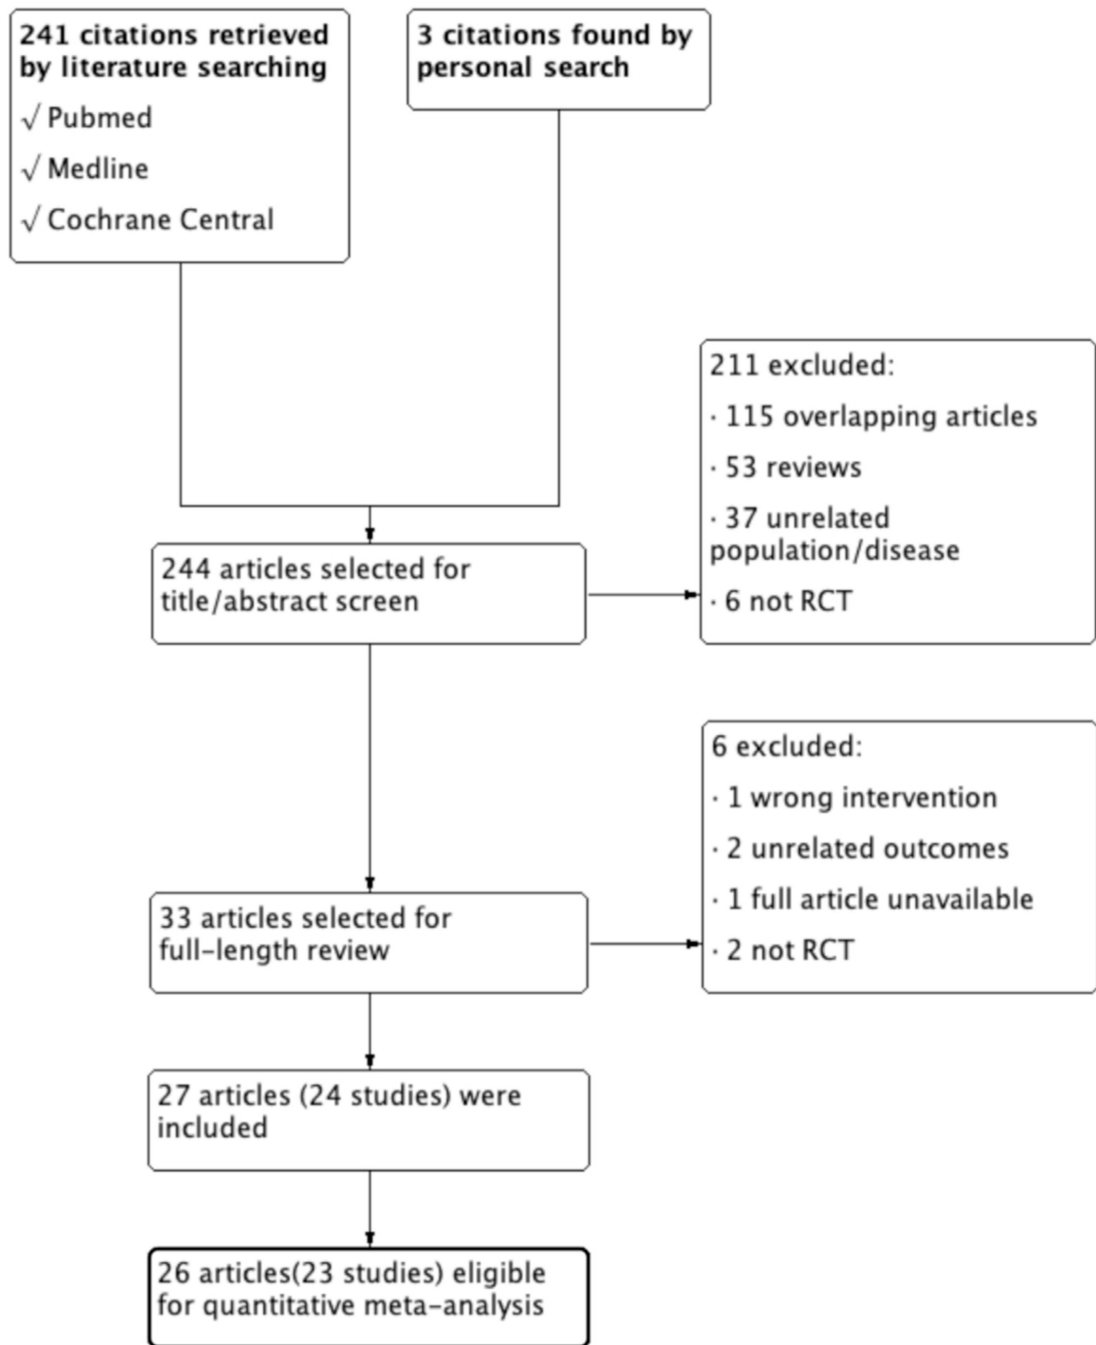 241 citations retrieved
by literature searching
√ Pubmed
√ Medline
√ Cochrane Central
3 citations found by
personal search
211 excluded:
· 115 overlapping articles
· 53 reviews
· 37 unrelated
population/disease
· 6 not RCT
244 articles selected for
title/abstract screen
6 excluded:
· 1 wrong intervention
· 2 unrelated outcomes
· 1 full article unavailable
· 2 not RCT
33 articles selected for
full-length review
27 articles (24 studies) were
included
26 articles(23 studies) eligible
for quantitative meta-analysis